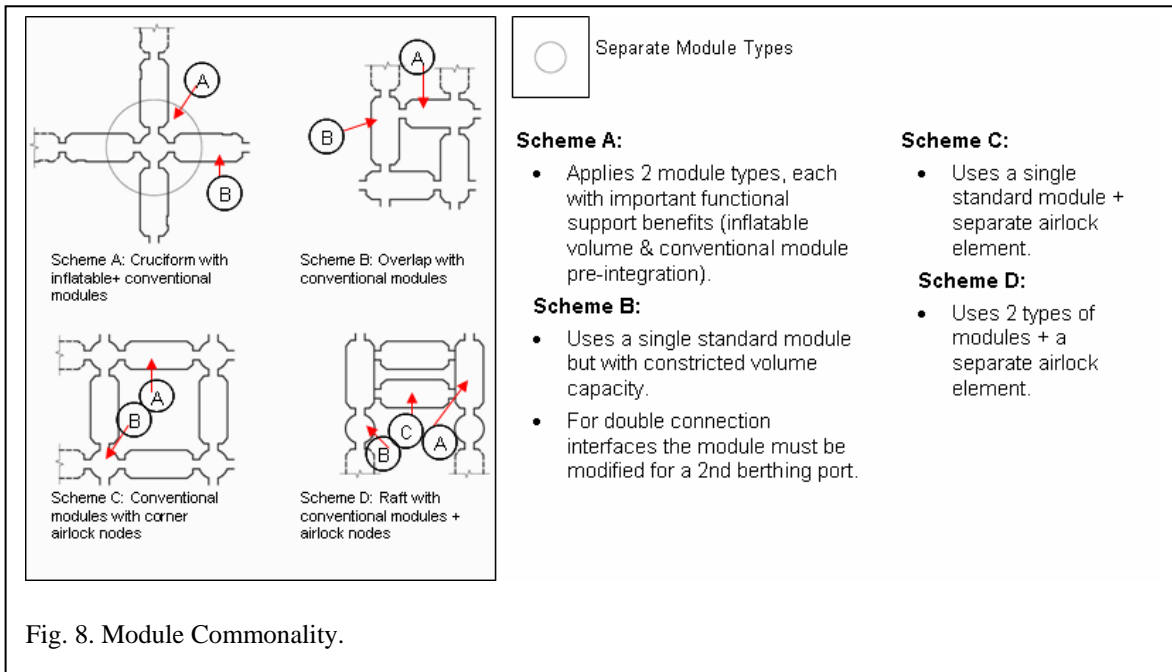 A
B
Scheme A: Cruciform with
inflatable+ conventional
modules
A
B
Scheme B: Overlap with
conventional modules
A
B
Scheme C: Conventional
modules with corner
airlock nodes
B
C
A
Scheme D: Raft with
conventional modules +
airlock nodes
Separate Module Types
Scheme A:
• Applies 2 module types, each
with important functional
support benefits (inflatable
volume & conventional module
pre-integration).
Scheme B:
• Uses a single standard module
but with constricted volume
capacity.
• For double connection
interfaces the module must be
modified for a 2nd berthing port.
Scheme C:
• Uses a single
standard module +
separate airlock
element.
Scheme D:
• Uses 2 types of
modules + a
separate airlock
element.
Fig. 8. Module Commonality.